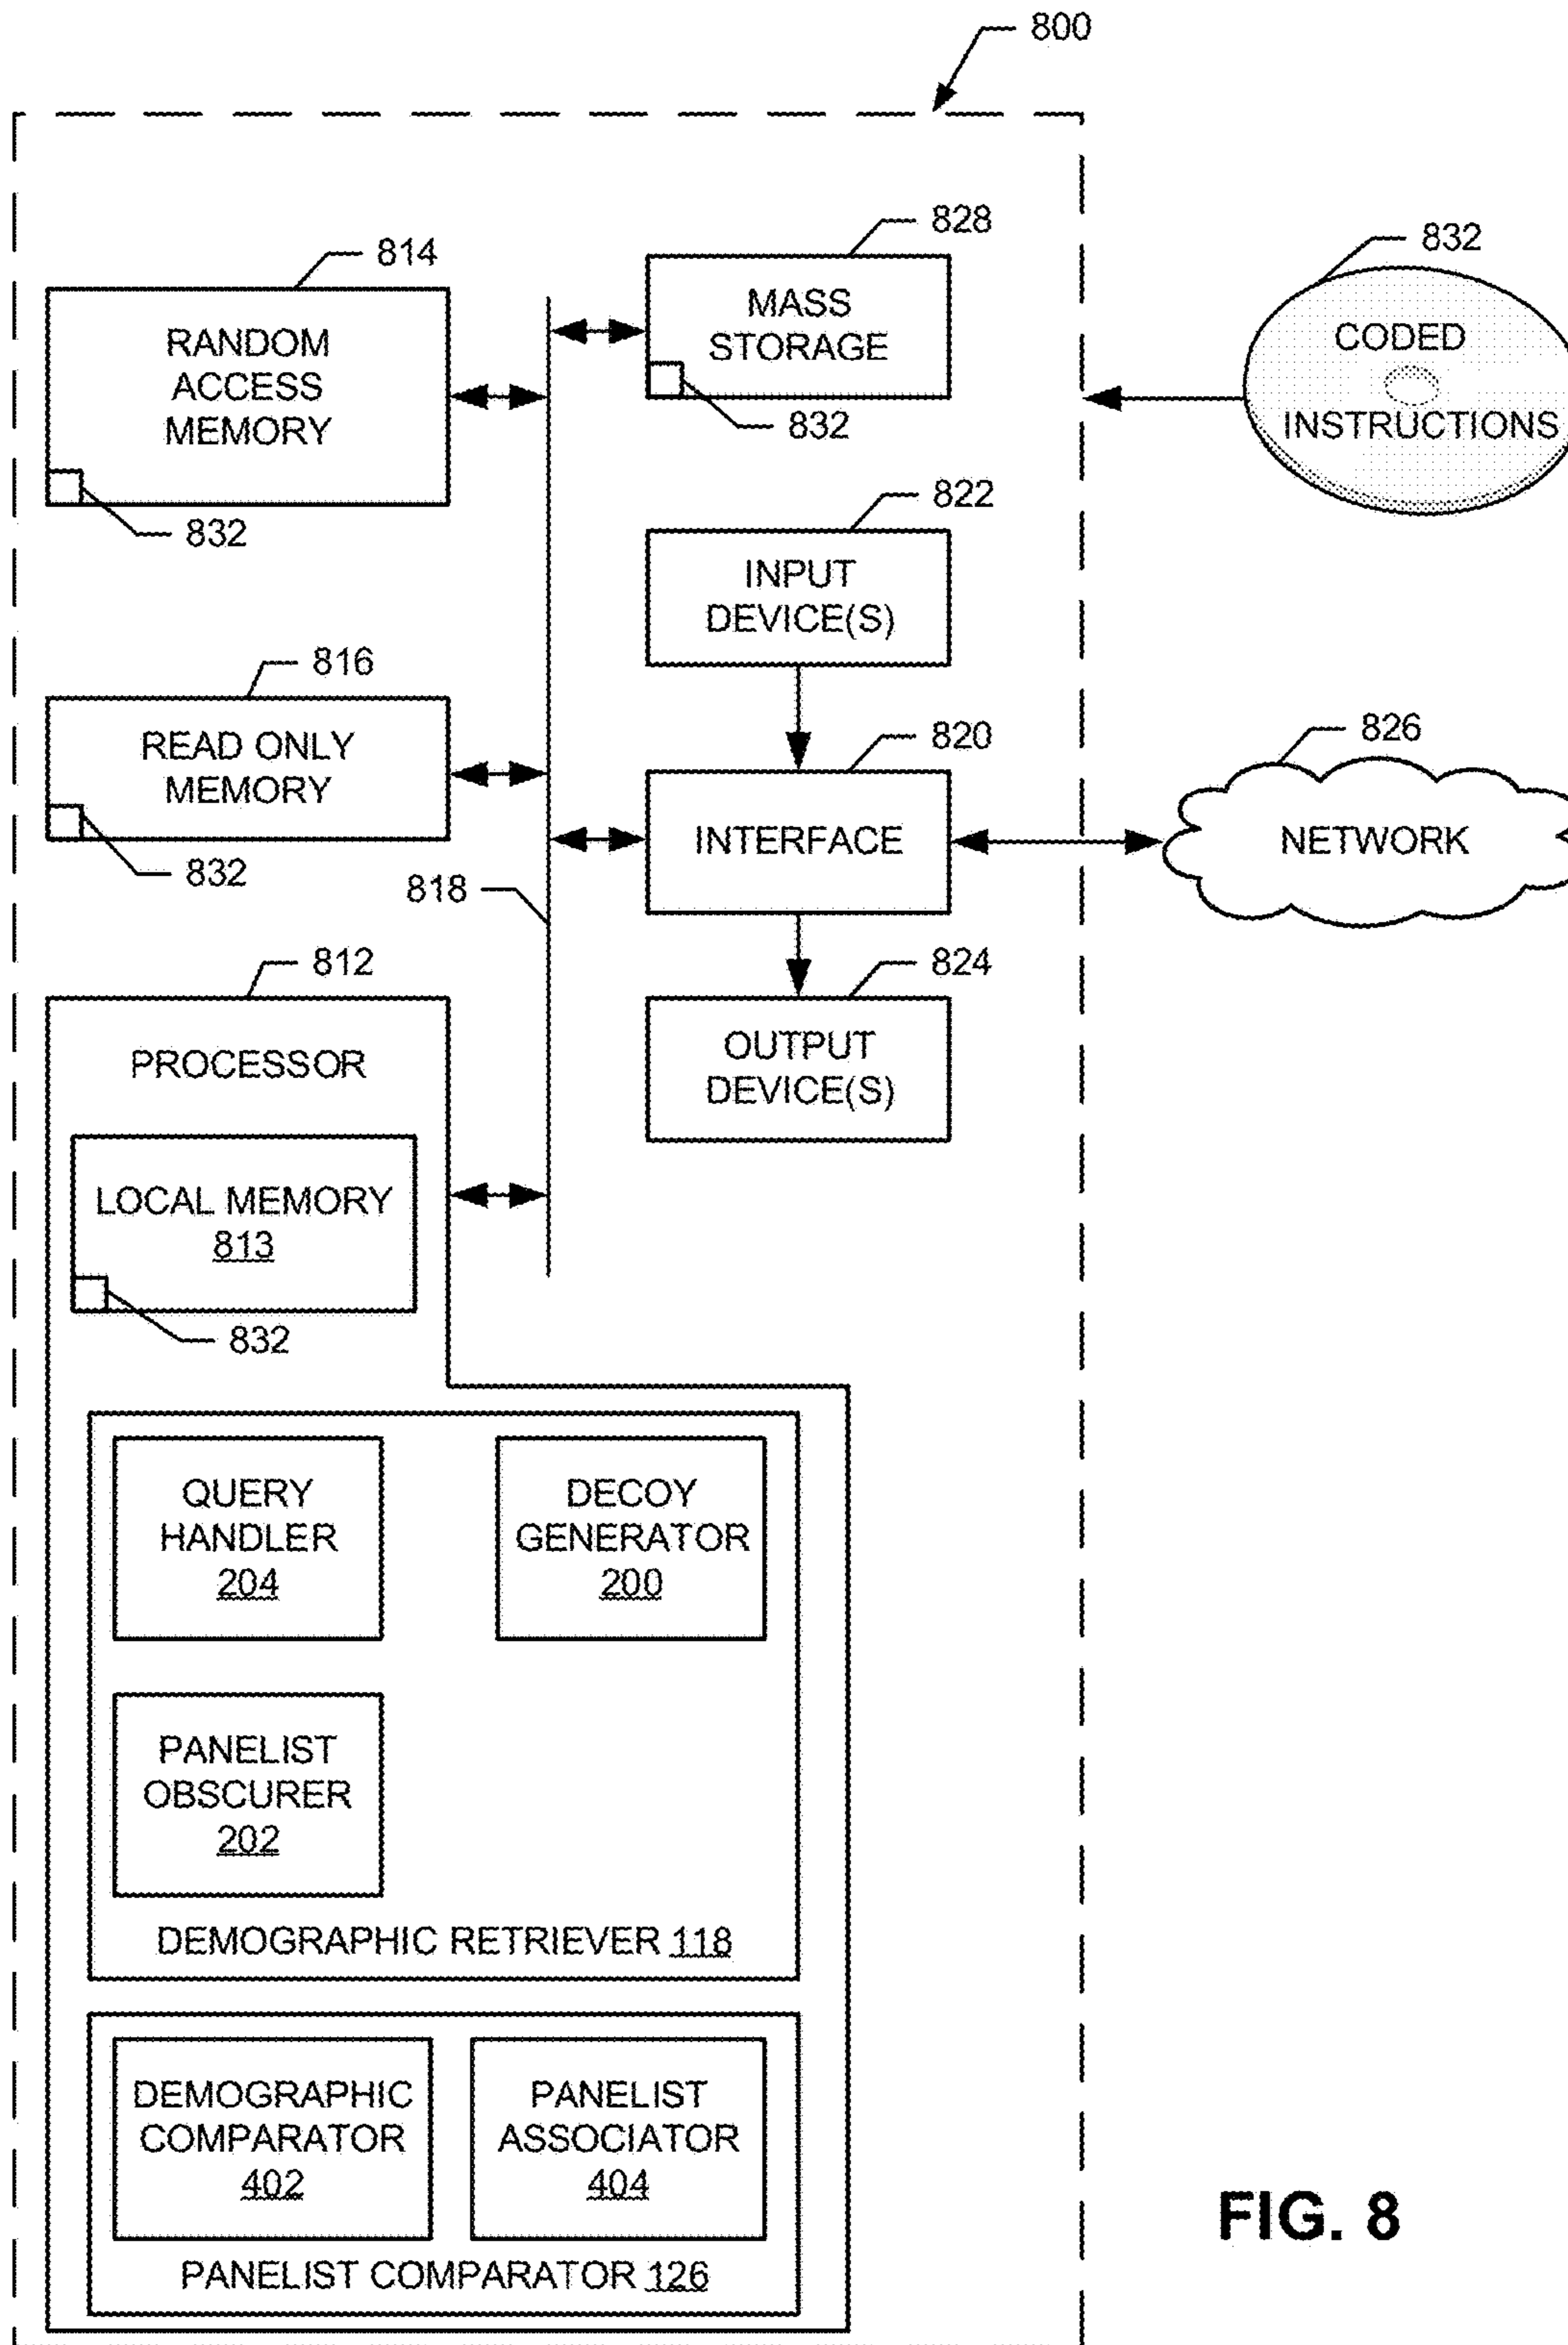 800
814
RANDOM
ACCESS
MEMORY
832
828
MASS
STORAGE
832
832
CODED
INSTRUCTIONS
822
INPUT
DEVICE(S)
816
READ ONLY
MEMORY
832
820
INTERFACE
826
NETWORK
818
812
PROCESSOR
824
OUTPUT
DEVICE(S)
LOCAL MEMORY
813
832
QUERY
HANDLER
204
DECOY
GENERATOR
200
PANELIST
OBSCURER
202
DEMOGRAPHIC RETRIEVER 118
DEMOGRAPHIC
COMPARATOR
402
PANELIST
ASSOCIATOR
404
PANELIST COMPARATOR 126
FIG. 8